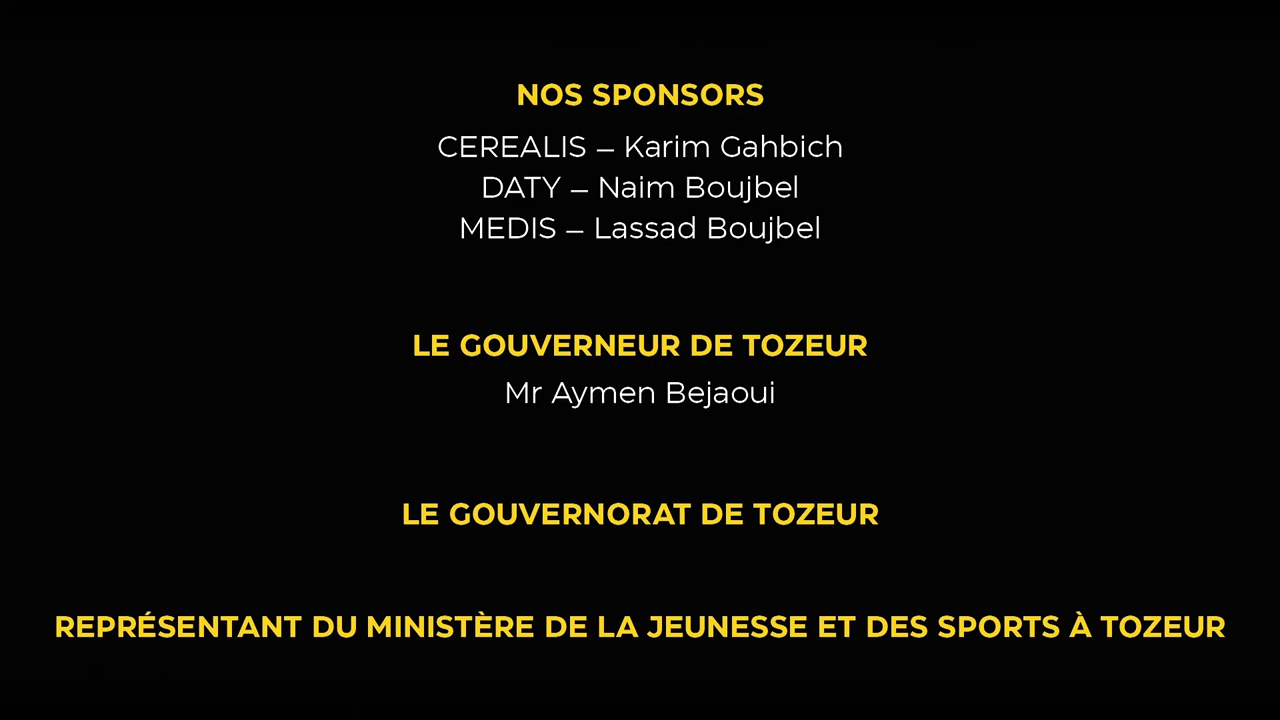 NOS SPONSORS
CEREALIS – Karim Gahbich
DATY – Naim Boujbel
MEDIS – Lassad Boujbel
LE GOUVERNEUR DE TOZEUR
Mr Aymen Bejaoui
LE GOUVERNORAT DE TOZEUR
REPRÉSENTANT DU MINISTÈRE DE LA JEUNESSE ET DES SPORTS À TOZEUR